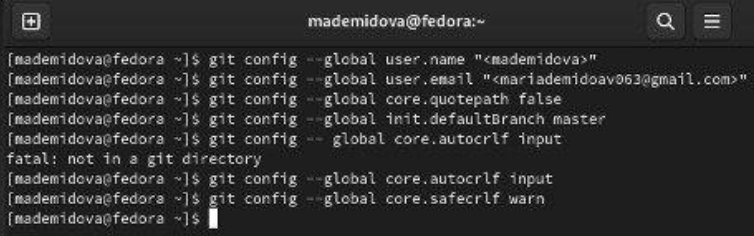 mademidova@fedora:~
[mademidova@fedora ~]$ git config --global user.name "<mademidova>"
[mademidova@fedora ~]$ git config --global user.email "<mariademidoav063@gmail.com>"
[mademidova@fedora ~]$ git config --global core.quotepath false
[mademidova@fedora ~]$ git config --global init.defaultBranch master
[mademidova@fedora ~]$ git config -- global core.autocrlf input
fatal: not in a git directory
[mademidova@fedora ~]$ git config --global core.autocrlf input
[mademidova@fedora ~]$ git config --global core.safecrlf warn
[mademidova@fedora ~]$